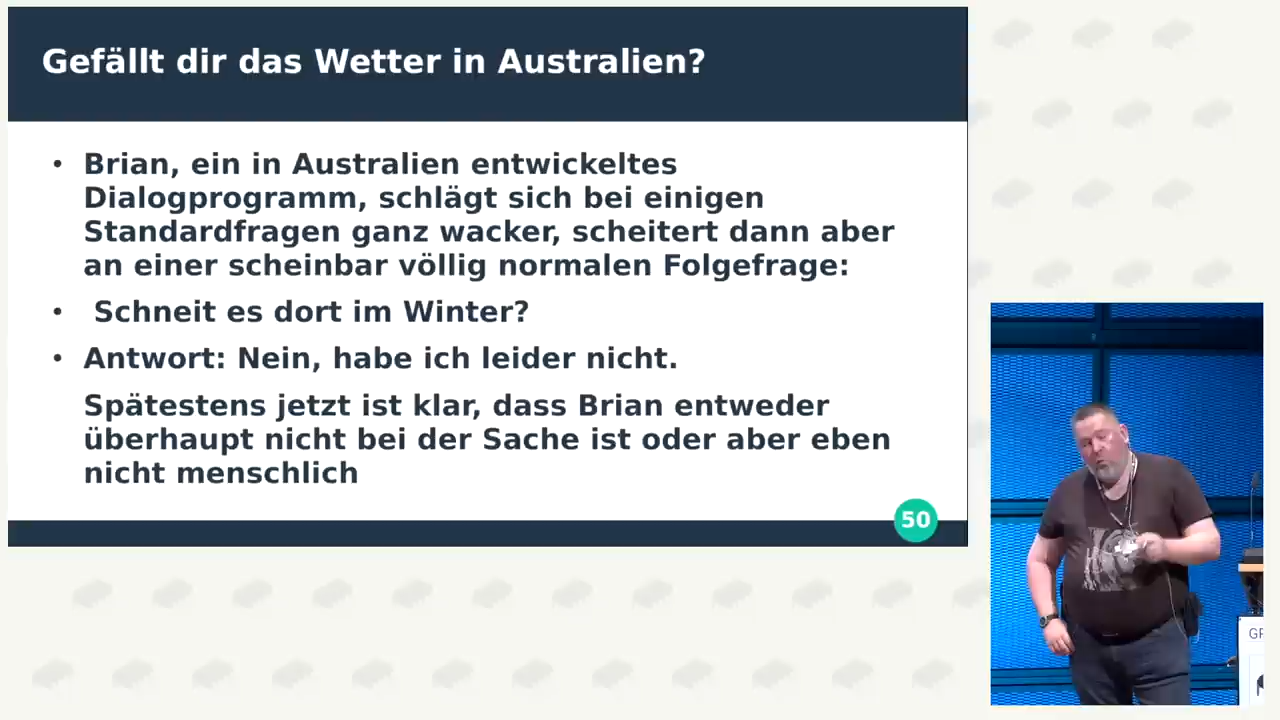 Gefällt dir das Wetter in Australien?
• Brian, ein in Australien entwickeltes
Dialogprogramm, schlägt sich bei einigen
Standardfragen ganz wacker, scheitert dann aber
an einer scheinbar völlig normalen Folgefrage:
• Schneit es dort im Winter?
• Antwort: Nein, habe ich leider nicht.
Spätestens jetzt ist klar, dass Brian entweder
überhaupt nicht bei der Sache ist oder aber eben
nicht menschlich
50